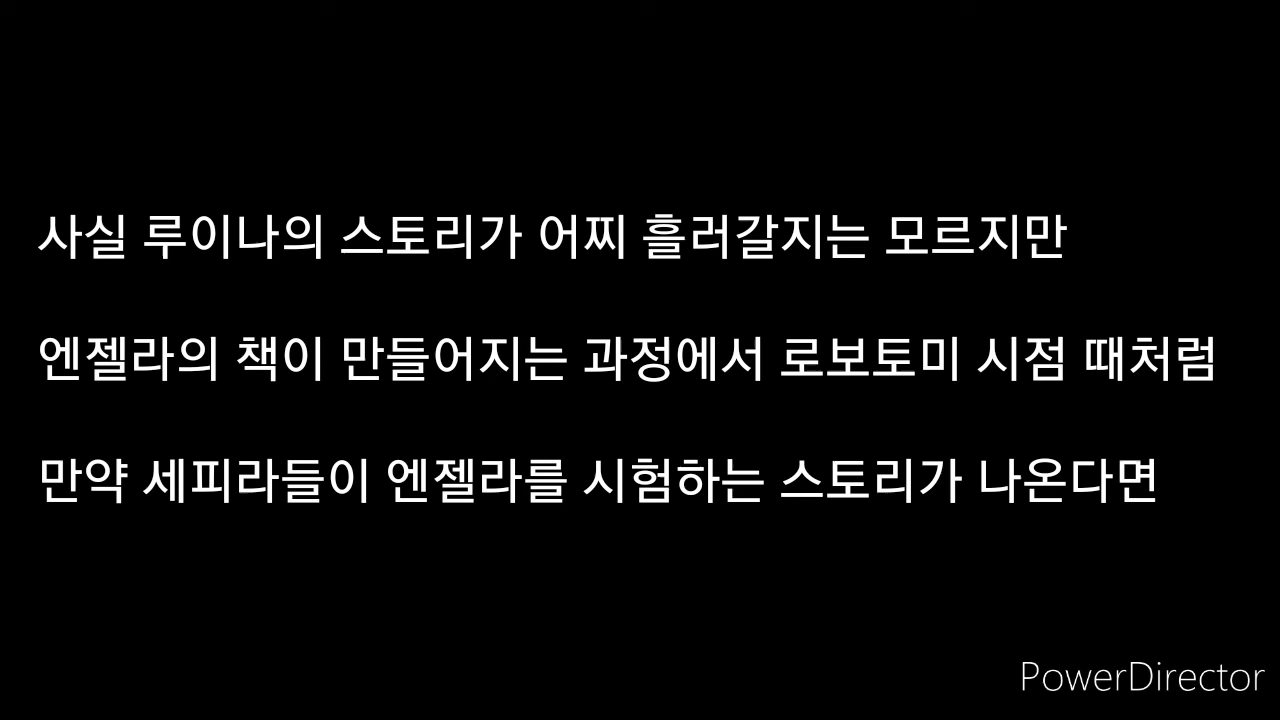 사실 루이나의 스토리가 어찌 흘러갈지는 모르지만
엔젤라의 책이 만들어지는 과정에서 로보토미 시점 때처럼
만약 세피라들이 엔젤라를 시험하는 스토리가 나온다면
PowerDirector